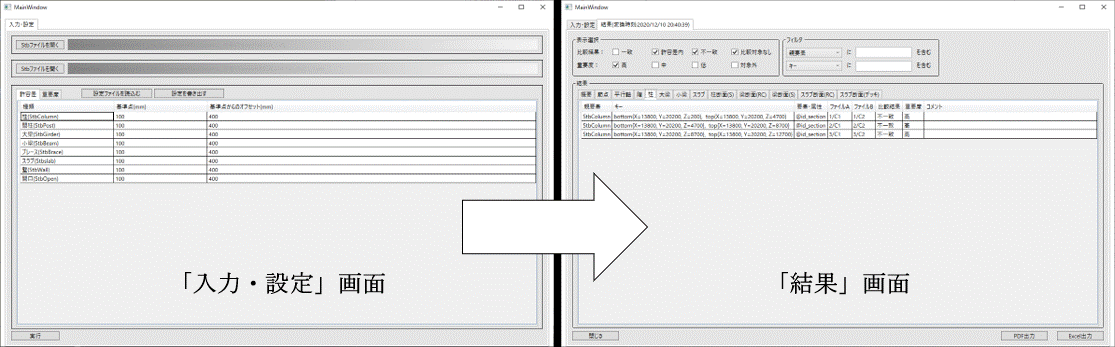 MainWindow
入力・設定
Stbファイルを開く
Stbファイルを開く
許容差 重要度 設定ファイルを読込む 設定を書き出す
種類 基準点(mm) 基準点からのオフセット(mm)
柱(StbColumn) 100 400
間柱(StbPost) 100 400
大梁(StbGirder) 100 400
小梁(StbBeam) 100 400
ブレース(StbBrace) 100 400
スラブ(StbSlab) 100 400
壁(StbWall) 100 400
開口(StbOpen) 100 400
「入力・設定」画面
実行
MainWindow
入力・設定 結果(変換時刻:2020/12/10 20:40:39)
表示選択 フィルタ
比較結果: 一致 許容差内 不一致 比較対象なし 親要素 に を含む
重要度: 高 中 低 対象外 キー に を含む
結果
概要 節点 平行軸 階 柱 大梁 小梁 スラブ 柱断面(S) 梁断面(RC) 梁断面(S) スラブ断面(RC) スラブ断面(デッキ)
親要素 キー 要素・属性 ファイルA ファイルB 比較結果 重要度 コメント
StbColumn bottom(X=13800, Y=20200, Z=200), top(X=13800, Y=20200, Z=4700) @id_section 1/C1 1/C2 不一致 高
StbColumn bottom(X=13800, Y=20200, Z=4700), top(X=13800, Y=20200, Z=8700) @id_section 2/C1 2/C2 不一致 高
StbColumn bottom(X=13800, Y=20200, Z=8700), top(X=13800, Y=20200, Z=12700) @id_section 3/C1 3/C2 不一致 高
「結果」画面
閉じる PDF出力 Excel出力